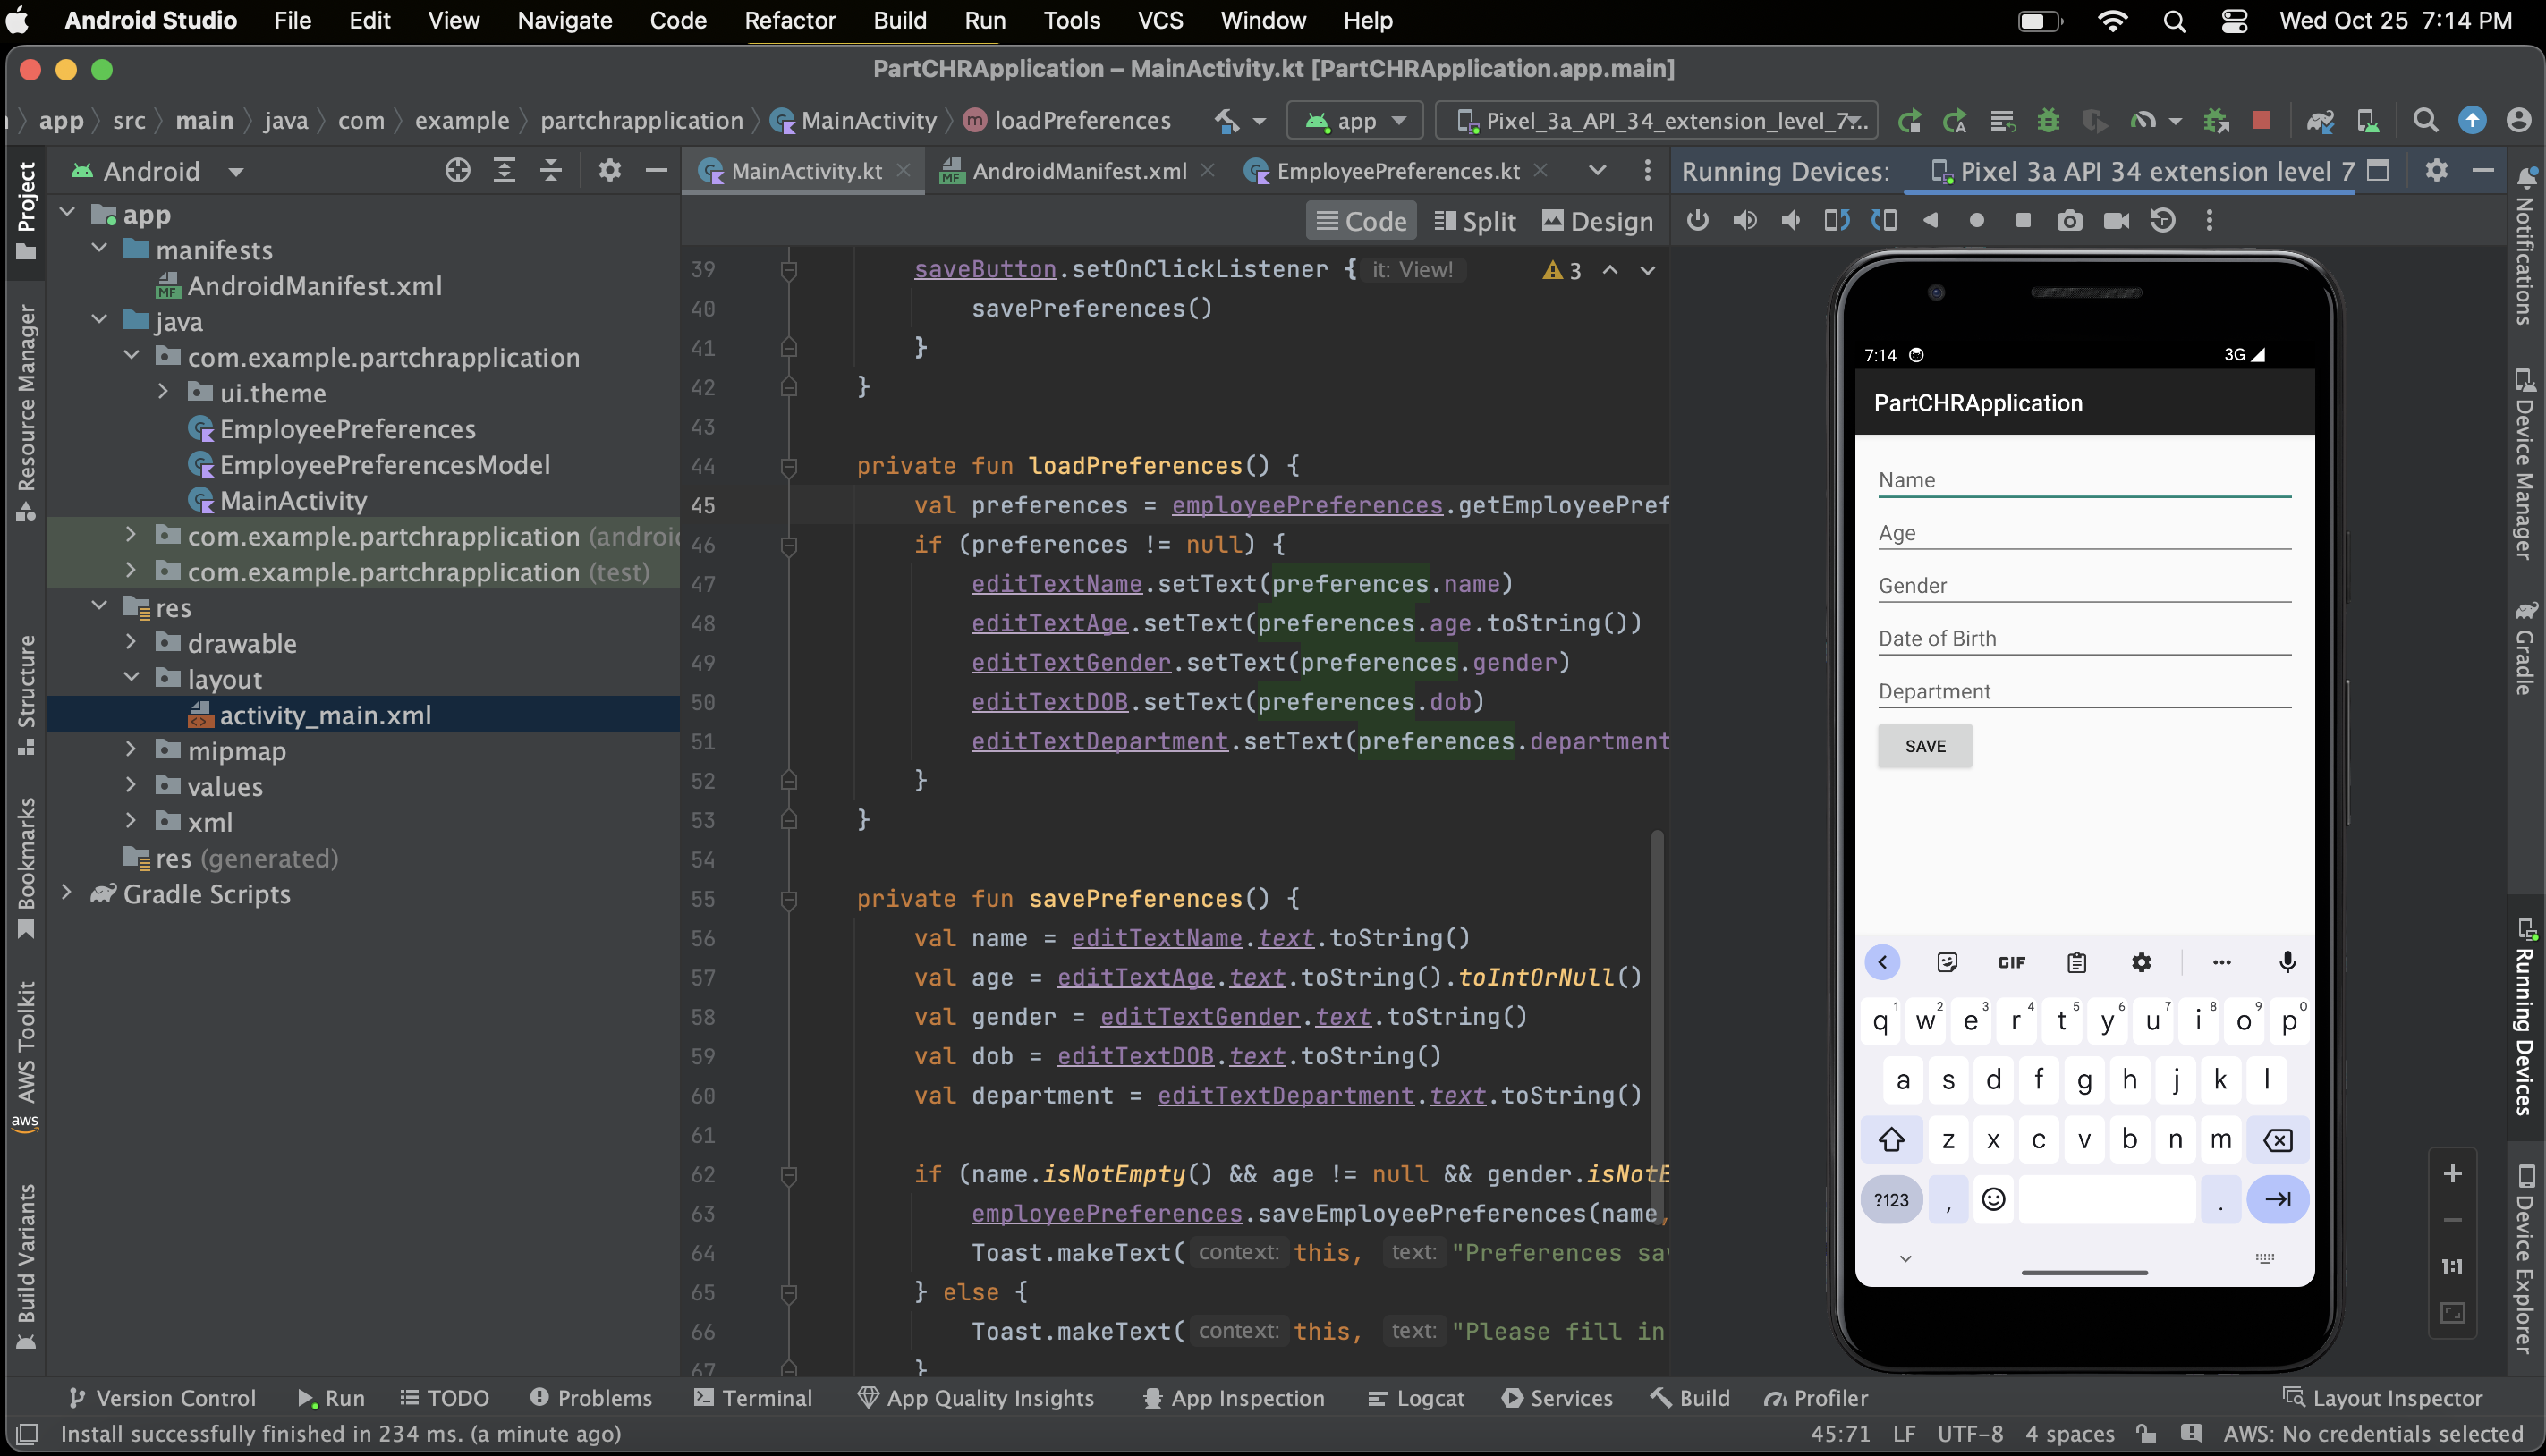 Android Studio File Edit View Navigate Code Refactor Build Run Tools VCS Window Help Wed Oct 25 7:14 PM
PartCHRApplication – MainActivity.kt [PartCHRApplication.app.main]
app src main java com example partchrapplication MainActivity m loadPreferences app Pixel_3a_API_34_extension_level_7...
Project
Resource Manager
Structure
Bookmarks
AWS Toolkit
aws
Build Variants
Android
app
manifests
MF AndroidManifest.xml
java
com.example.partchrapplication
ui.theme
EmployeePreferences
EmployeePreferencesModel
MainActivity
com.example.partchrapplication (androi
com.example.partchrapplication (test)
res
drawable
layout
activity_main.xml
mipmap
values
xml
res (generated)
Gradle Scripts
MainActivity.kt MF AndroidManifest.xml EmployeePreferences.kt
Code Split Design
39 saveButton.setOnClickListener { it: View! 3
40 savePreferences()
41 }
42 }
43
44 private fun loadPreferences() {
45 val preferences = employeePreferences.getEmployeePref
46 if (preferences != null) {
47 editTextName.setText(preferences.name)
48 editTextAge.setText(preferences.age.toString())
49 editTextGender.setText(preferences.gender)
50 editTextDOB.setText(preferences.dob)
51 editTextDepartment.setText(preferences.department
52 }
53 }
54
55 private fun savePreferences() {
56 val name = editTextName.text.toString()
57 val age = editTextAge.text.toString().toIntOrNull()
58 val gender = editTextGender.text.toString()
59 val dob = editTextDOB.text.toString()
60 val department = editTextDepartment.text.toString()
61
62 if (name.isNotEmpty() && age != null && gender.isNotE
63 employeePreferences.saveEmployeePreferences(name,
64 Toast.makeText( context: this, text: "Preferences sav
65 } else {
66 Toast.makeText( context: this, text: "Please fill in
67 }
Running Devices: Pixel 3a API 34 extension level 7
7:14 3G
PartCHRApplication
Name
Age
Gender
Date of Birth
Department
SAVE
GIF
q1 w2 e3 r4 t5 y6 u7 i8 o9 p0
a s d f g h j k l
z x c v b n m
?123 , .
1:1
Notifications
Device Manager
Gradle
Running Devices
Device Explorer
Version Control Run TODO Problems Terminal App Quality Insights App Inspection Logcat Services Build Profiler Layout Inspector
Install successfully finished in 234 ms. (a minute ago) 45:71 LF UTF-8 4 spaces AWS: No credentials selected